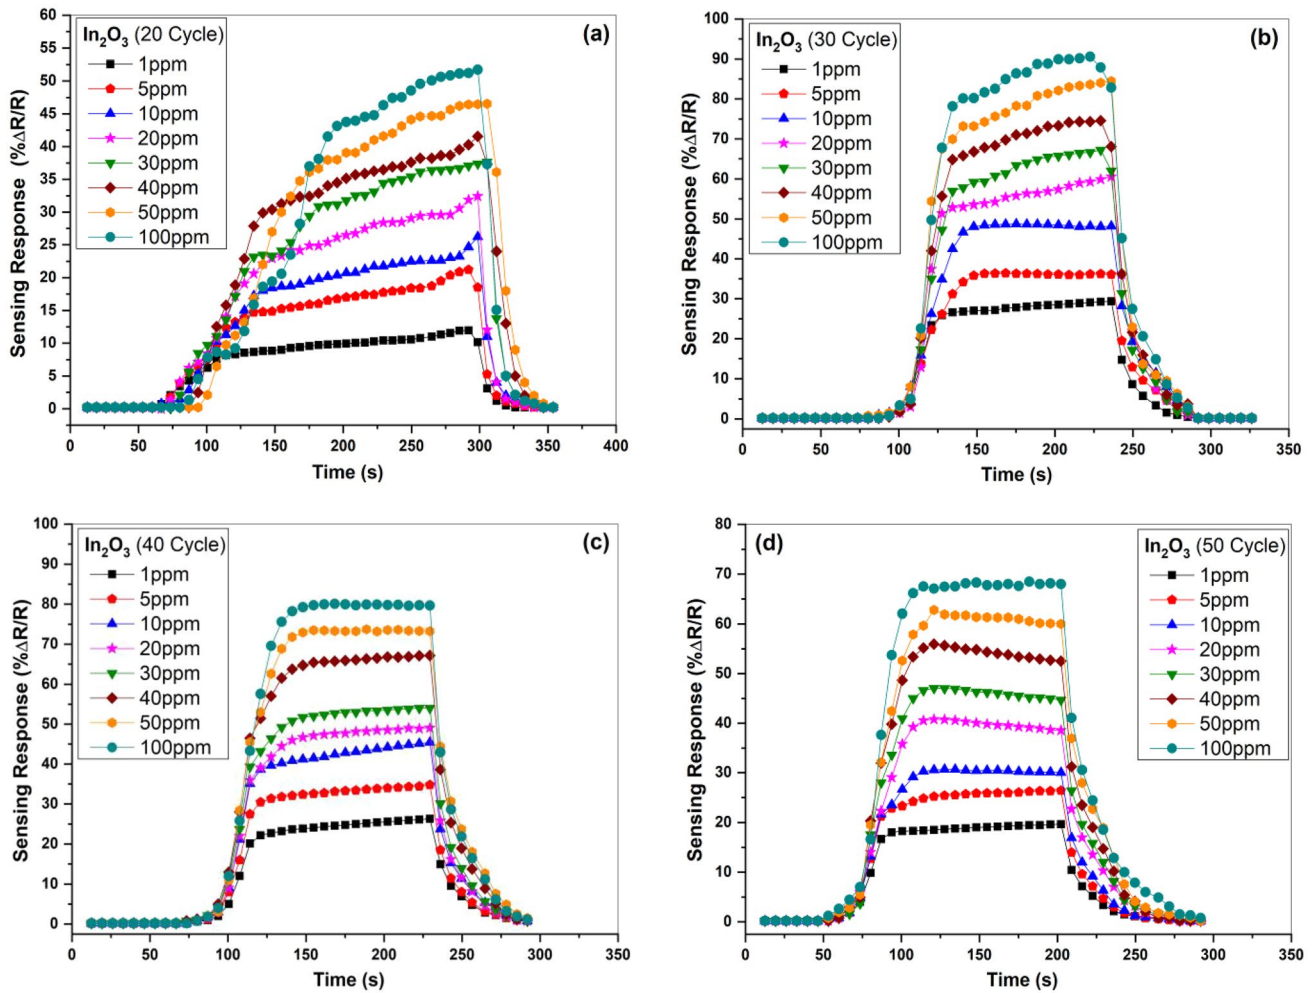 (a)
In₂O₃ (20 Cycle)
1ppm
5ppm
10ppm
20ppm
30ppm
40ppm
50ppm
100ppm
Sensing Response (%ΔR/R)
60
55
50
45
40
35
30
25
20
15
10
5
0
0 50 100 150 200 250 300 350 400
Time (s)
(b)
In₂O₃ (30 Cycle)
1ppm
5ppm
10ppm
20ppm
30ppm
40ppm
50ppm
100ppm
Sensing Response (%ΔR/R)
100
90
80
70
60
50
40
30
20
10
0
0 50 100 150 200 250 300 350
Time (s)
(c)
In₂O₃ (40 Cycle)
1ppm
5ppm
10ppm
20ppm
30ppm
40ppm
50ppm
100ppm
Sensing Response (%ΔR/R)
100
90
80
70
60
50
40
30
20
10
0
0 50 100 150 200 250 300 350
Time (s)
(d)
In₂O₃ (50 Cycle)
1ppm
5ppm
10ppm
20ppm
30ppm
40ppm
50ppm
100ppm
Sensing Response (%ΔR/R)
80
70
60
50
40
30
20
10
0
0 50 100 150 200 250 300 350
Time (s)